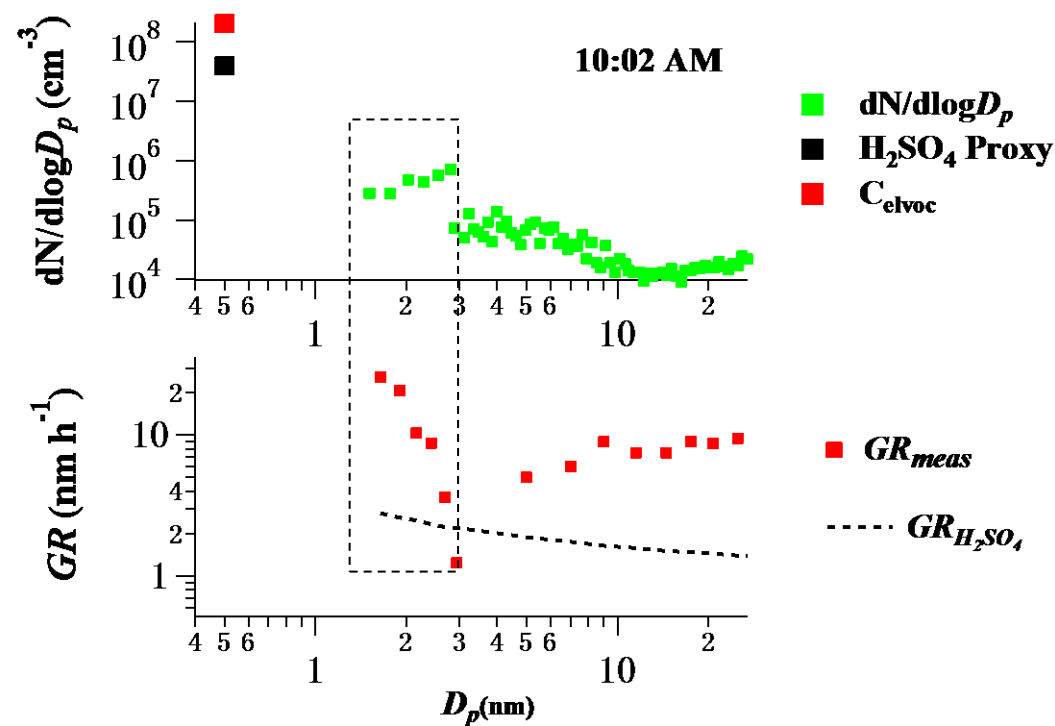 dN/dlogDp (cm-3)
10^8
10^7
10^6
10^5
10^4
10:02 AM
dN/dlogDp
H2SO4 Proxy
Celvoc
4 5 6 2 3 4 5 6 2
1 10
GR (nm h-1)
2
10
4
2
1
GRmeas
GRH2SO4
4 5 6 2 3 4 5 6 2
1 10
Dp(nm)